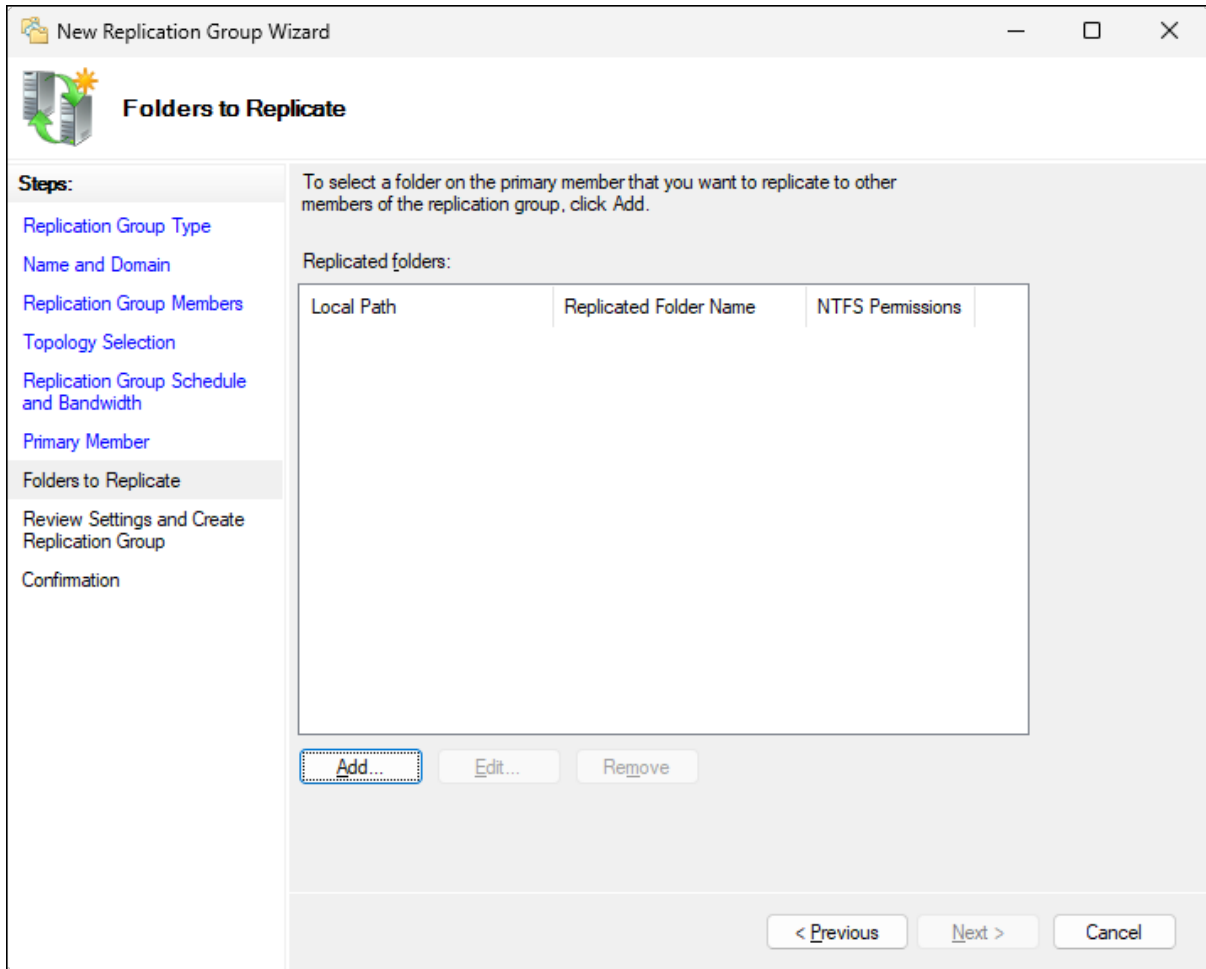 New Replication Group Wizard
Folders to Replicate
Steps:
Replication Group Type
Name and Domain
Replication Group Members
Topology Selection
Replication Group Schedule
and Bandwidth
Primary Member
Folders to Replicate
Review Settings and Create
Replication Group
Confirmation
To select a folder on the primary member that you want to replicate to other
members of the replication group, click Add.
Replicated folders:
Local Path Replicated Folder Name NTFS Permissions
Add... Edit... Remove
< Previous Next > Cancel